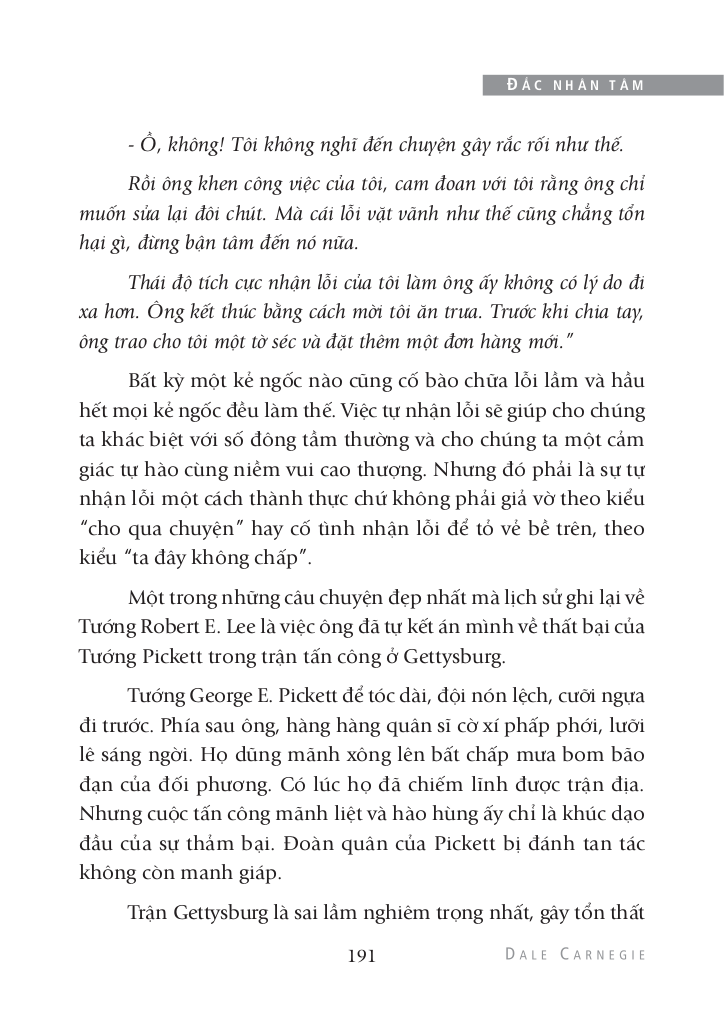 ĐẮC NHÂN TÂM
- Ồ, không! Tôi không nghĩ đến chuyện gây rắc rối như thế.
Rồi ông khen công việc của tôi, cam đoan với tôi rằng ông chỉ
muốn sửa lại đôi chút. Mà cái lỗi vặt vãnh như thế cũng chẳng tổn
hại gì, đừng bận tâm đến nó nữa.
Thái độ tích cực nhận lỗi của tôi làm ông ấy không có lý do đi
xa hơn. Ông kết thúc bằng cách mời tôi ăn trưa. Trước khi chia tay,
ông trao cho tôi một tờ séc và đặt thêm một đơn hàng mới.”
Bất kỳ một kẻ ngốc nào cũng cố bào chữa lỗi lầm và hầu
hết mọi kẻ ngốc đều làm thế. Việc tự nhận lỗi sẽ giúp cho chúng
ta khác biệt với số đông tầm thường và cho chúng ta một cảm
giác tự hào cùng niềm vui cao thượng. Nhưng đó phải là sự tự
nhận lỗi một cách thành thực chứ không phải giả vờ theo kiểu
“cho qua chuyện” hay cố tình nhận lỗi để tỏ vẻ bề trên, theo
kiểu “ta đây không chấp”.
Một trong những câu chuyện đẹp nhất mà lịch sử ghi lại về
Tướng Robert E. Lee là việc ông đã tự kết án mình về thất bại của
Tướng Pickett trong trận tấn công ở Gettysburg.
Tướng George E. Pickett để tóc dài, đội nón lệch, cưỡi ngựa
đi trước. Phía sau ông, hàng hàng quân sĩ cờ xí phấp phới, lưỡi
lê sáng ngời. Họ dũng mãnh xông lên bất chấp mưa bom bão
đạn của đối phương. Có lúc họ đã chiếm lĩnh được trận địa.
Nhưng cuộc tấn công mãnh liệt và hào hùng ấy chỉ là khúc dạo
đầu của sự thảm bại. Đoàn quân của Pickett bị đánh tan tác
không còn manh giáp.
Trận Gettysburg là sai lầm nghiêm trọng nhất, gây tổn thất
191
DALE CARNEGIE